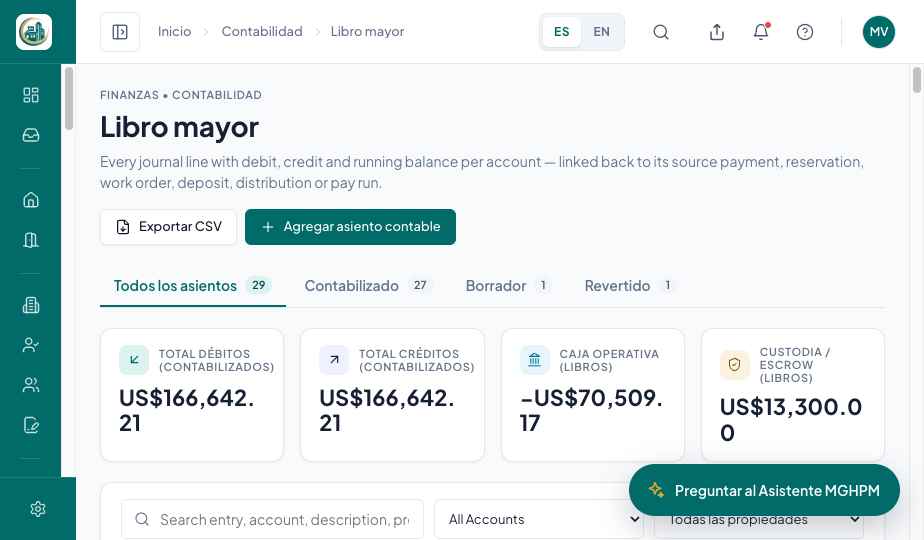 Inicio
Contabilidad
Libro mayor
ES
EN
MV
FINANZAS • CONTABILIDAD
Libro mayor
Every journal line with debit, credit and running balance per account — linked back to its source payment, reservation,
work order, deposit, distribution or pay run.
Exportar CSV
Agregar asiento contable
Todos los asientos 29
Contabilizado 27
Borrador 1
Revertido 1
TOTAL DÉBITOS
(CONTABILIZADOS)
US$166,642.
21
TOTAL CRÉDITOS
(CONTABILIZADOS)
US$166,642.
21
CAJA OPERATIVA
(LIBROS)
-US$70,509.
17
CUSTODIA /
ESCROW
(LIBROS)
US$13,300.0
0
Preguntar al Asistente MGHPM
Search entry, account, description, pr
All Accounts
Todas las propiedades